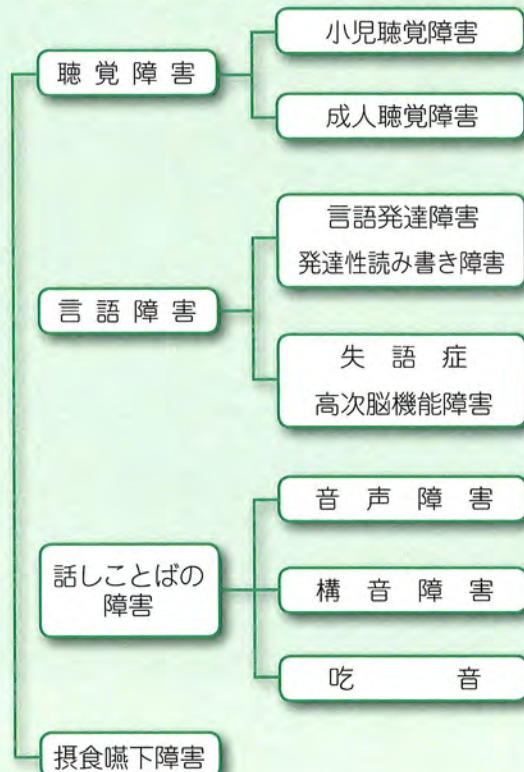 聴覚障害
小児聴覚障害
成人聴覚障害
言語障害
言語発達障害
発達性読み書き障害
失語症
高次脳機能障害
話しことばの
障害
音声障害
構音障害
吃音
摂食嚥下障害